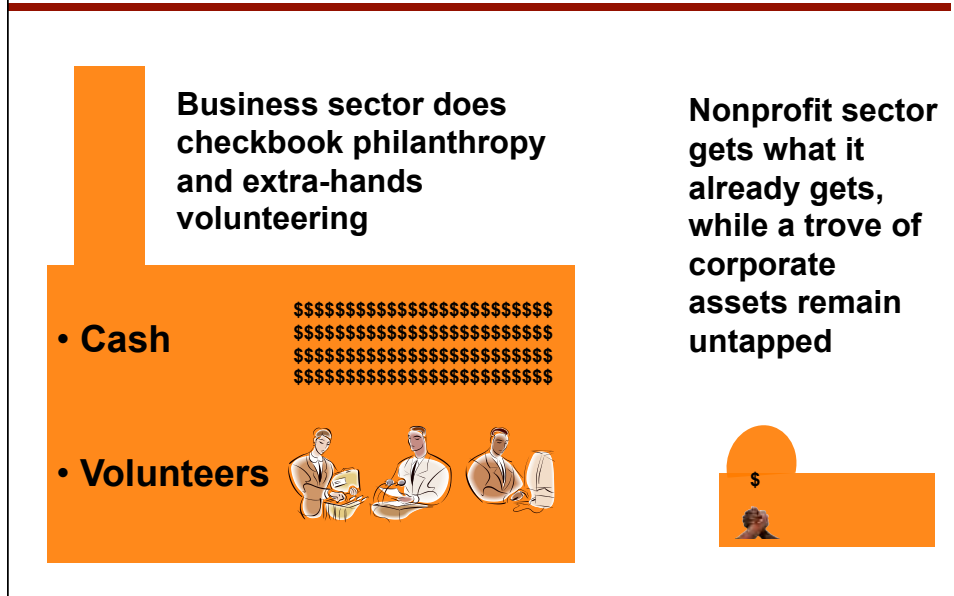 Business sector does
checkbook philanthropy
and extra-hands
volunteering
Nonprofit sector
gets what it
already gets,
while a trove of
corporate
assets remain
untapped
• Cash
$$$$$$$$$$$$$$$$$$$$$$$$$
$$$$$$$$$$$$$$$$$$$$$$$$$
$$$$$$$$$$$$$$$$$$$$$$$$$
$$$$$$$$$$$$$$$$$$$$$$$$$
• Volunteers
$